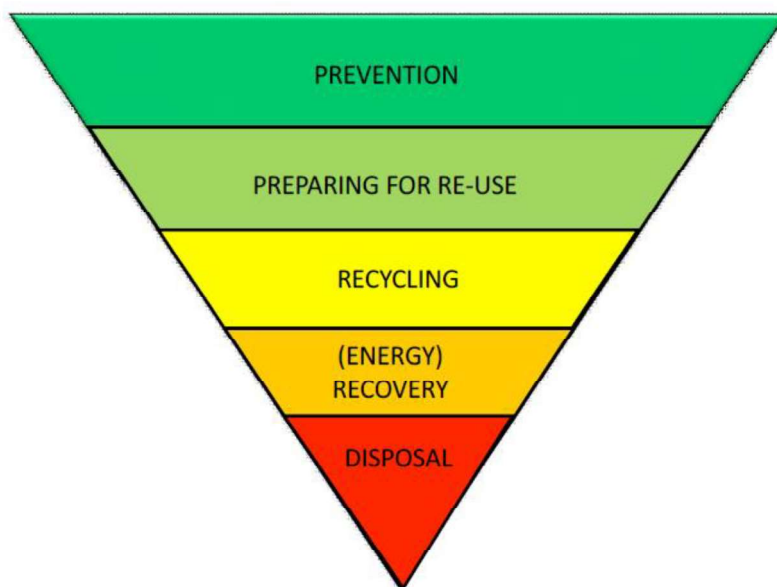 PREVENTION
PREPARING FOR RE-USE
RECYCLING
(ENERGY)
RECOVERY
DISPOSAL